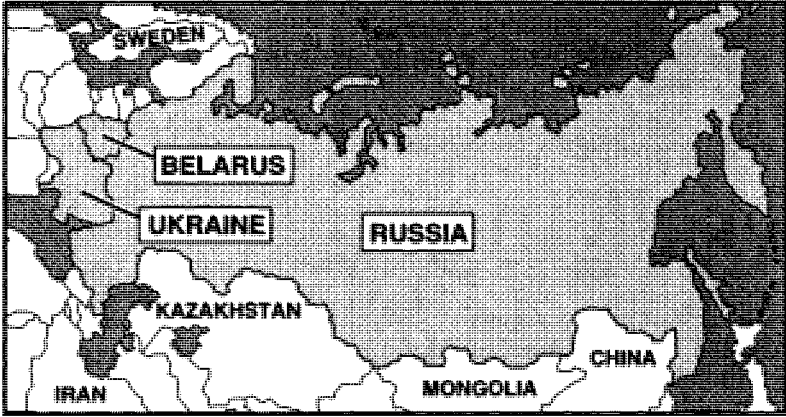 SWEDEN
BELARUS
UKRAINE
RUSSIA
KAZAKHSTAN
CHINA
IRAN
MONGOLIA